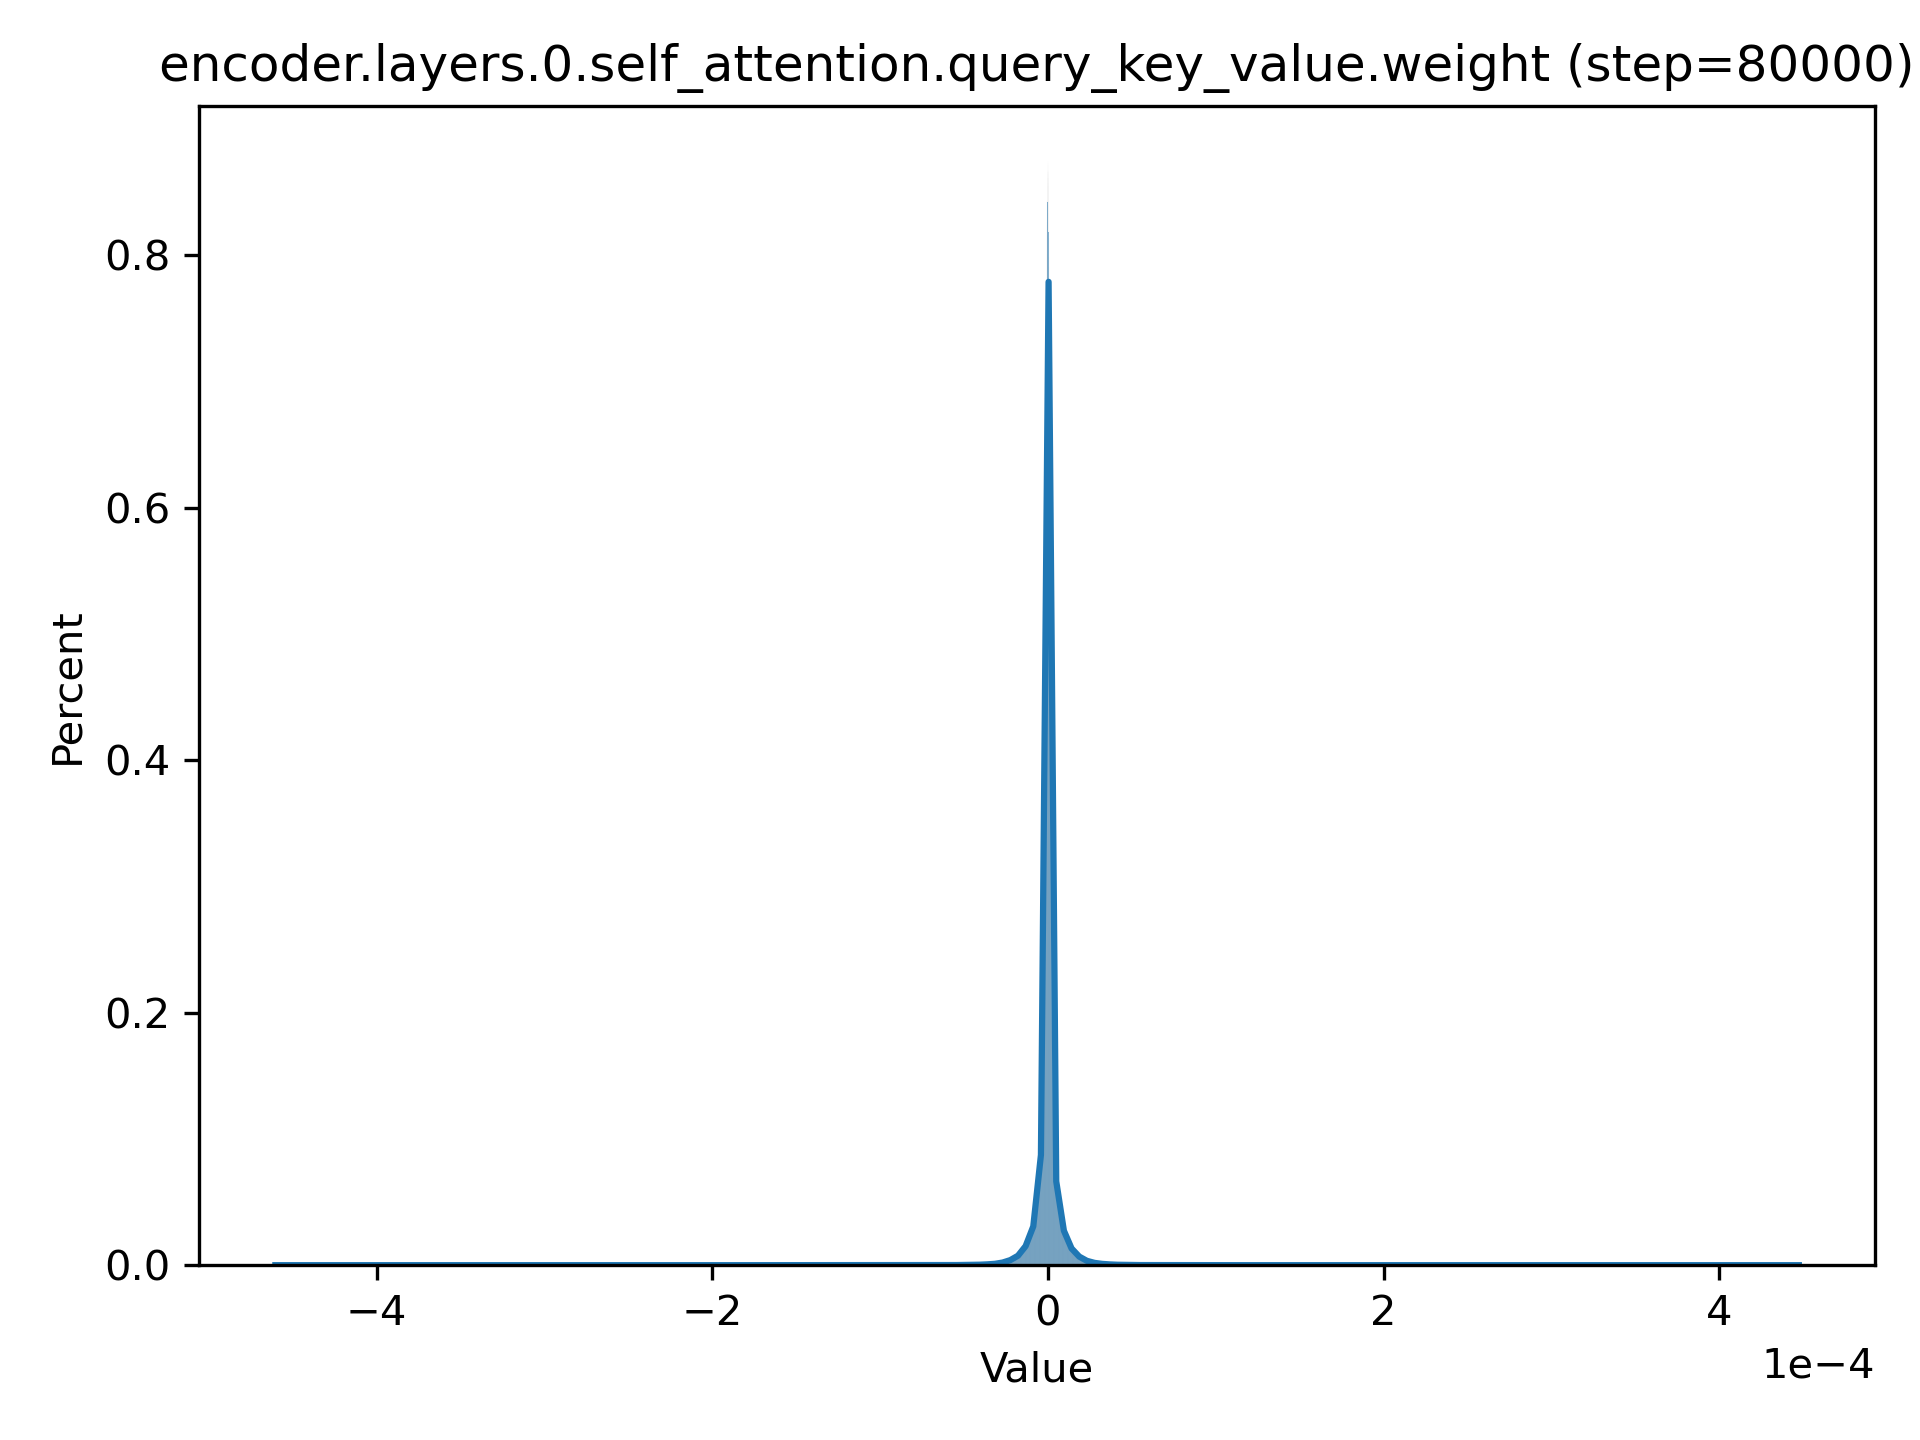 encoder.layers.0.self_attention.query_key_value.weight (step=80000)
0.8
0.6
0.4
0.2
0.0
Percent
−4 −2 0 2 4
Value
1e−4